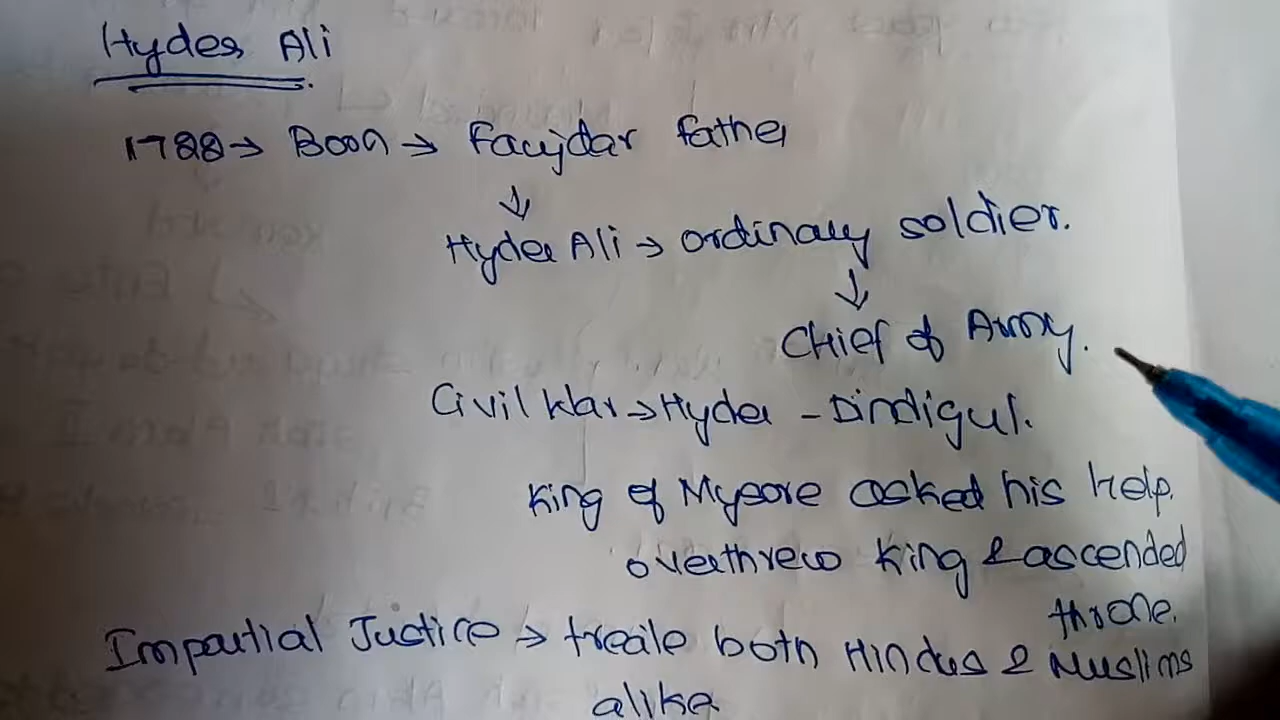 Hyder Ali
1722 → Born → Faujdar father
↓
Hyder Ali → ordinary soldier.
↓
Chief of Army.
Civil War → Hyder - Dindigul.
King of Mysore asked his help.
overthrew King & ascended
throne.
Impartial Justice → treate both Hindus & Muslims
alike